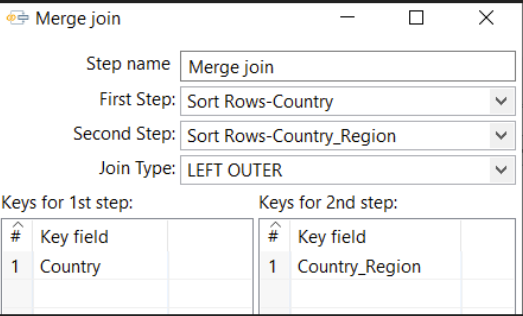 Merge join
Step name Merge join
First Step: Sort Rows-Country
Second Step: Sort Rows-Country_Region
Join Type: LEFT OUTER
Keys for 1st step: Keys for 2nd step:
# Key field # Key field
1 Country 1 Country_Region